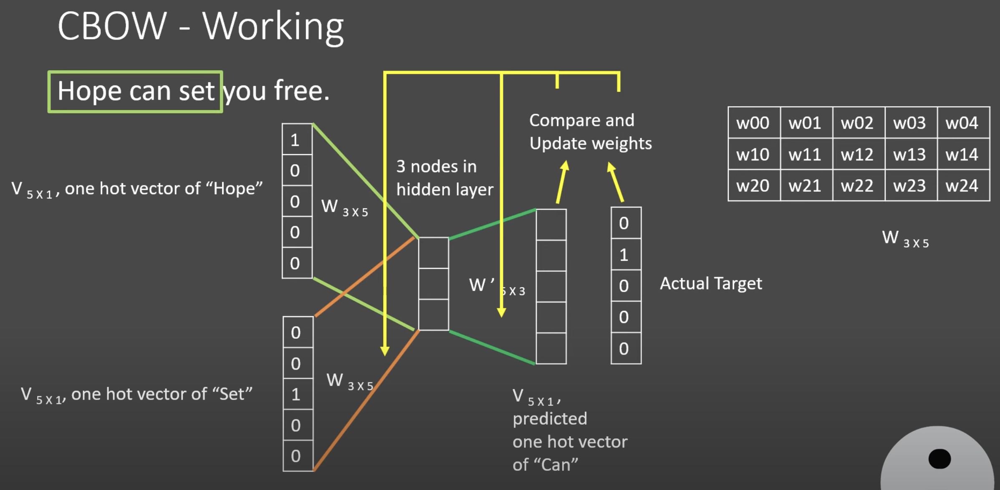 CBOW - Working
Hope can set you free.
V 5 X 1, one hot vector of “Hope”
1
0
0
0
0
W 3 X 5
V 5 X 1, one hot vector of “Set”
0
0
1
0
0
W 3 X 5
3 nodes in
hidden layer
W ’ 5 X 3
Compare and
Update weights
V 5 X 1,
predicted
one hot vector
of “Can”
0
1
0
0
0
Actual Target
w00 w01 w02 w03 w04
w10 w11 w12 w13 w14
w20 w21 w22 w23 w24
W 3 X 5